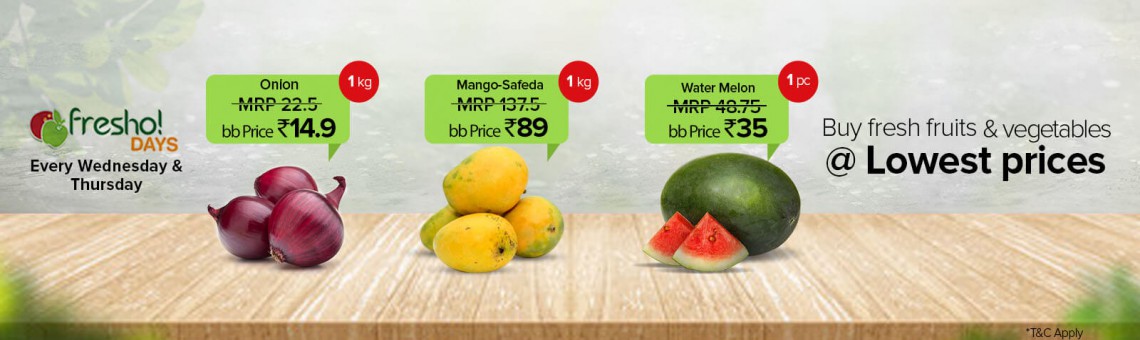 fresho!
DAYS
Every Wednesday &
Thursday
Onion
MRP 22.5
bb Price ₹14.9
1 kg
Mango-Safeda
MRP 137.5
bb Price ₹89
1 kg
Water Melon
MRP 48.75
bb Price ₹35
1 pc
Buy fresh fruits & vegetables
@ Lowest prices
*T&C Apply